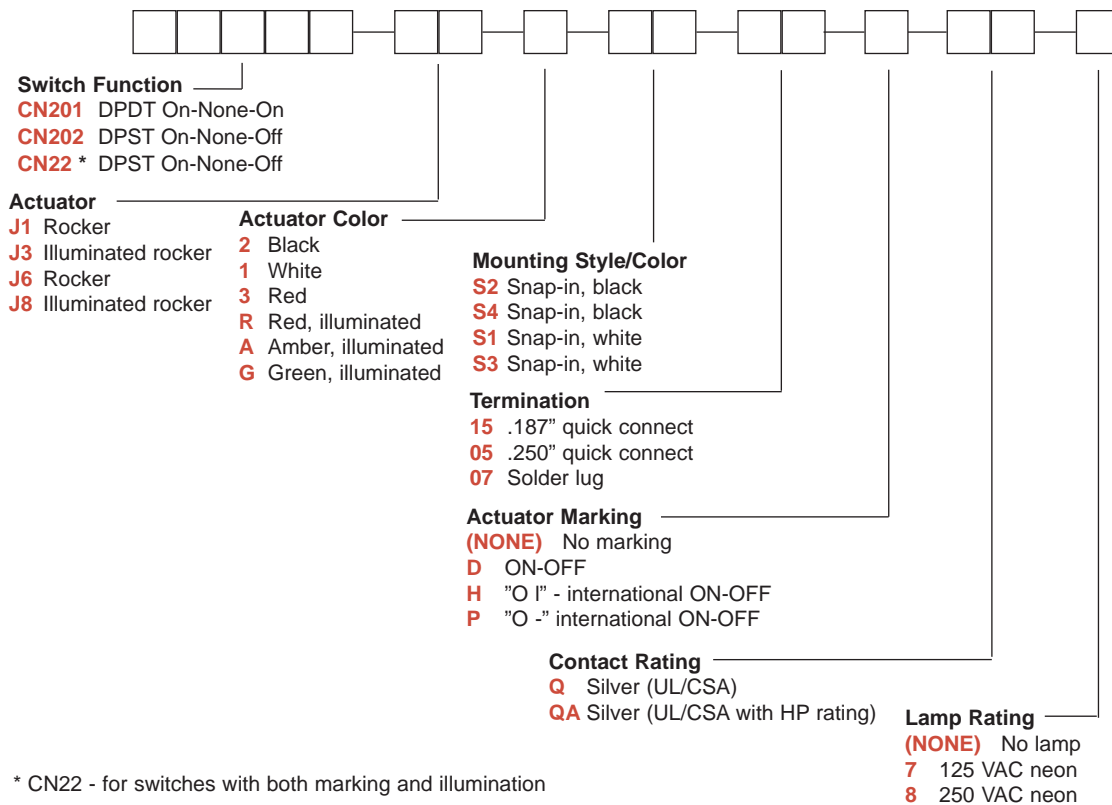 Switch Function
CN201 DPDT On-None-On
CN202 DPST On-None-Off
CN22 * DPST On-None-Off
Actuator
J1 Rocker
J3 Illuminated rocker
J6 Rocker
J8 Illuminated rocker
Actuator Color
2 Black
1 White
3 Red
R Red, illuminated
A Amber, illuminated
G Green, illuminated
Mounting Style/Color
S2 Snap-in, black
S4 Snap-in, black
S1 Snap-in, white
S3 Snap-in, white
Termination
15 .187” quick connect
05 .250” quick connect
07 Solder lug
Actuator Marking
(NONE) No marking
D ON-OFF
H ”O I” - international ON-OFF
P ”O -” international ON-OFF
Contact Rating
Q Silver (UL/CSA)
QA Silver (UL/CSA with HP rating)
Lamp Rating
(NONE) No lamp
7 125 VAC neon
8 250 VAC neon
* CN22 - for switches with both marking and illumination